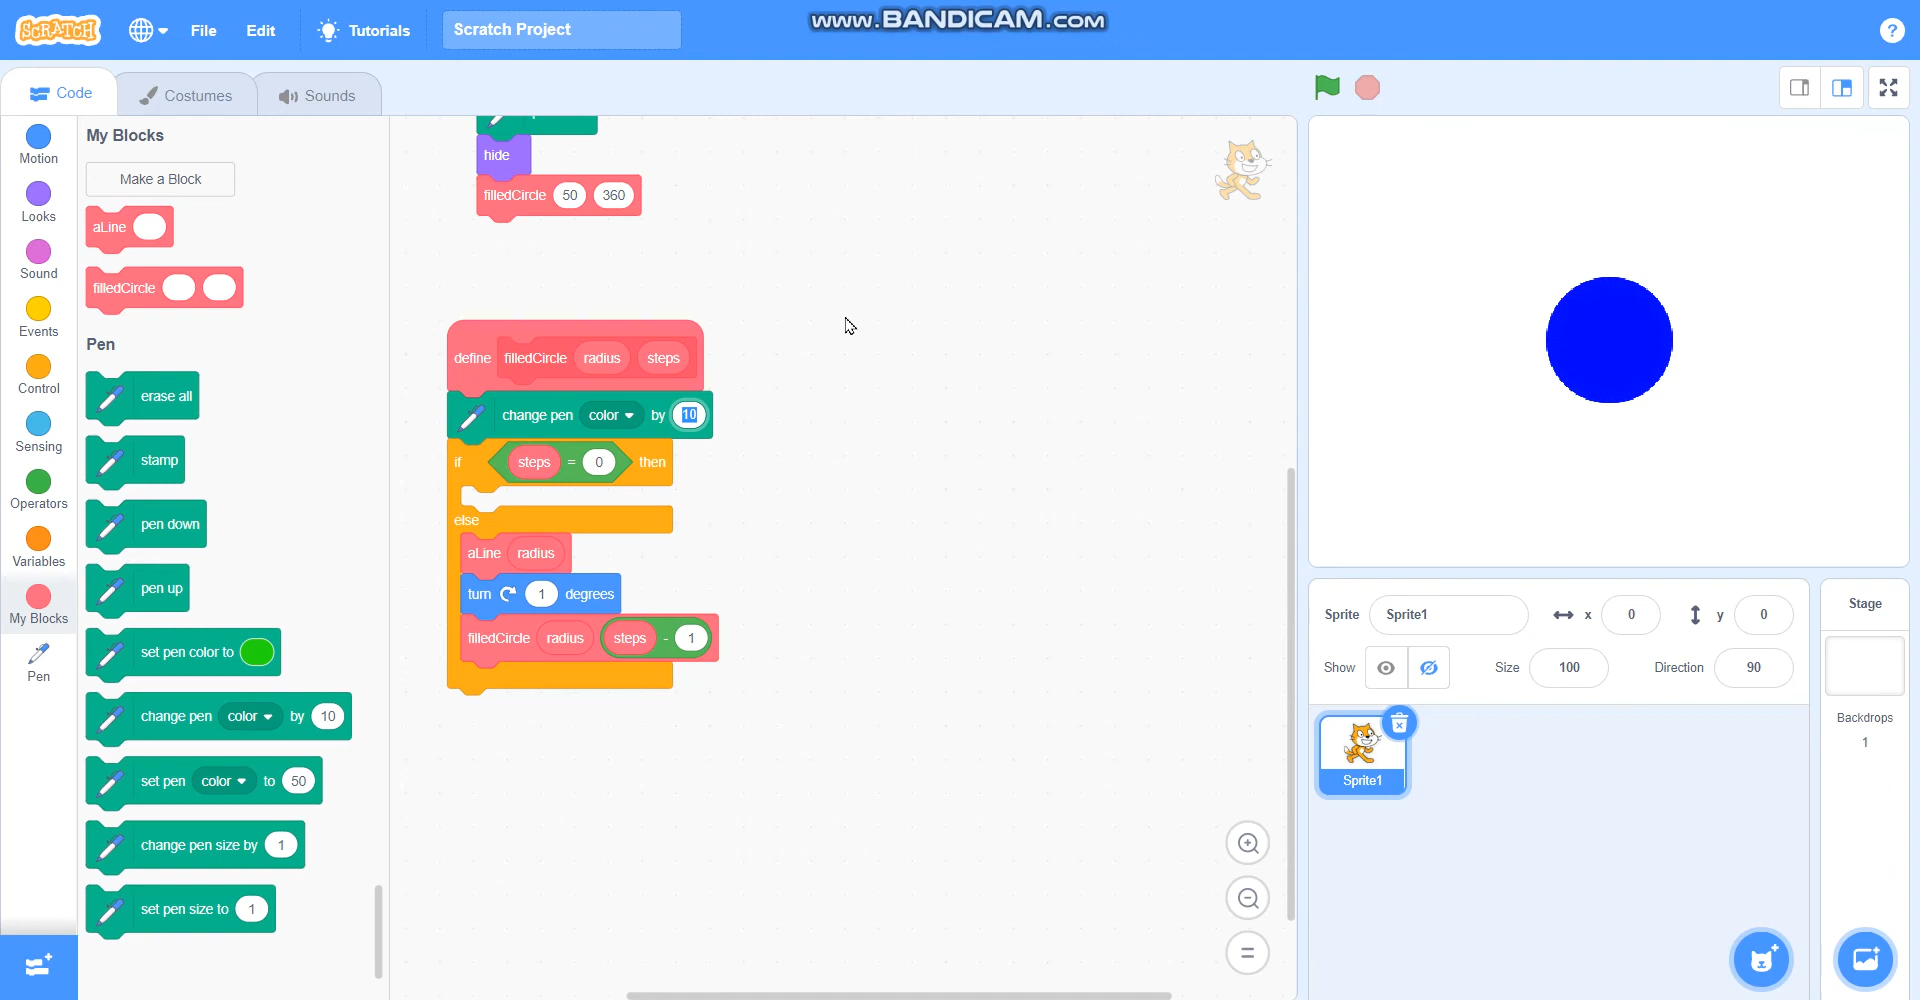 SCRATCH
File
Edit
Tutorials
Scratch Project
www.BANDICAM.com
?
Code
Costumes
Sounds
Motion
Looks
Sound
Events
Control
Sensing
Operators
Variables
My Blocks
Pen
My Blocks
Make a Block
aLine
filledCircle
Pen
erase all
stamp
pen down
pen up
set pen color to
change pen color by 10
set pen color to 50
change pen size by 1
set pen size to 1
hide
filledCircle 50 360
define filledCircle radius steps
change pen color by 10
if steps = 0 then
else
aLine radius
turn 1 degrees
filledCircle radius steps - 1
Sprite Sprite1 x 0 y 0
Show Size 100 Direction 90
Sprite1
Stage
Backdrops
1